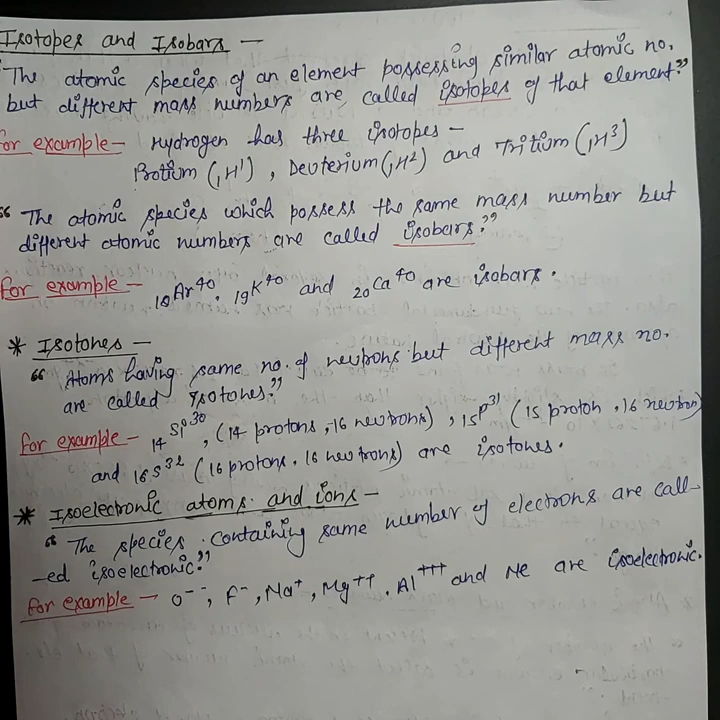 Isotopes and Isobars —
"The atomic species of an element possessing similar atomic no.
but different mass numbers are called isotopes of that element."
for example - Hydrogen has three isotopes -
Protium (₁H¹), Deuterium (₁H²) and Tritium (₁H³)
"The atomic species which possess the same mass number but
different atomic numbers are called isobars."
for example - ₁₈Ar⁴⁰, ₁₉K⁴⁰ and ₂₀Ca⁴⁰ are isobars.
* Isotones —
"Atoms having same no. of neutrons but different mass no.
are called Isotones."
for example - ₁₄Si³⁰, (14 protons, 16 neutrons), ₁₅P³¹ (15 proton, 16 neutron)
and ₁₆S³² (16 protons, 16 neutrons) are isotones.
* Isoelectronic atoms and ions —
"The species containing same number of electrons are call-
-ed isoelectronic."
for example - O⁻⁻, F⁻, Na⁺, Mg⁺⁺, Al⁺⁺⁺ and Ne are isoelectronic.